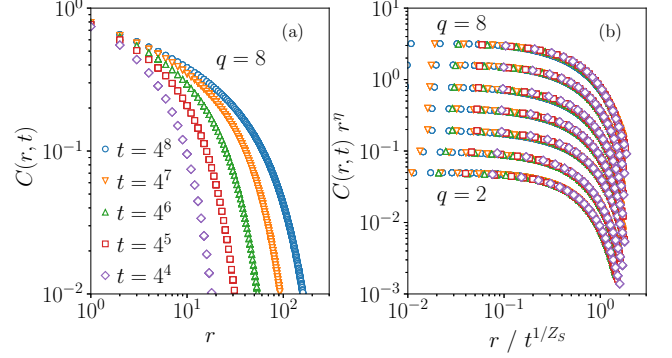 (a)
q = 8
C(r, t)
10^0
10^{-1}
10^{-2}
t = 4^8
t = 4^7
t = 4^6
t = 4^5
t = 4^4
10^0
10^1
10^2
r
(b)
q = 8
q = 2
C(r, t) r^η
10^1
10^0
10^{-1}
10^{-2}
10^{-3}
10^{-2}
10^{-1}
10^0
r / t^{1/Z_S}